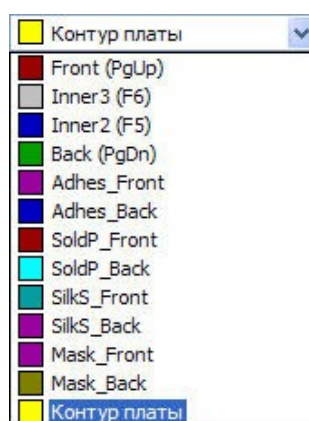 Контур платы
Front (PgUp)
Inner3 (F6)
Inner2 (F5)
Back (PgDn)
Adhes_Front
Adhes_Back
SoldP_Front
SoldP_Back
SilkS_Front
SilkS_Back
Mask_Front
Mask_Back
Контур платы